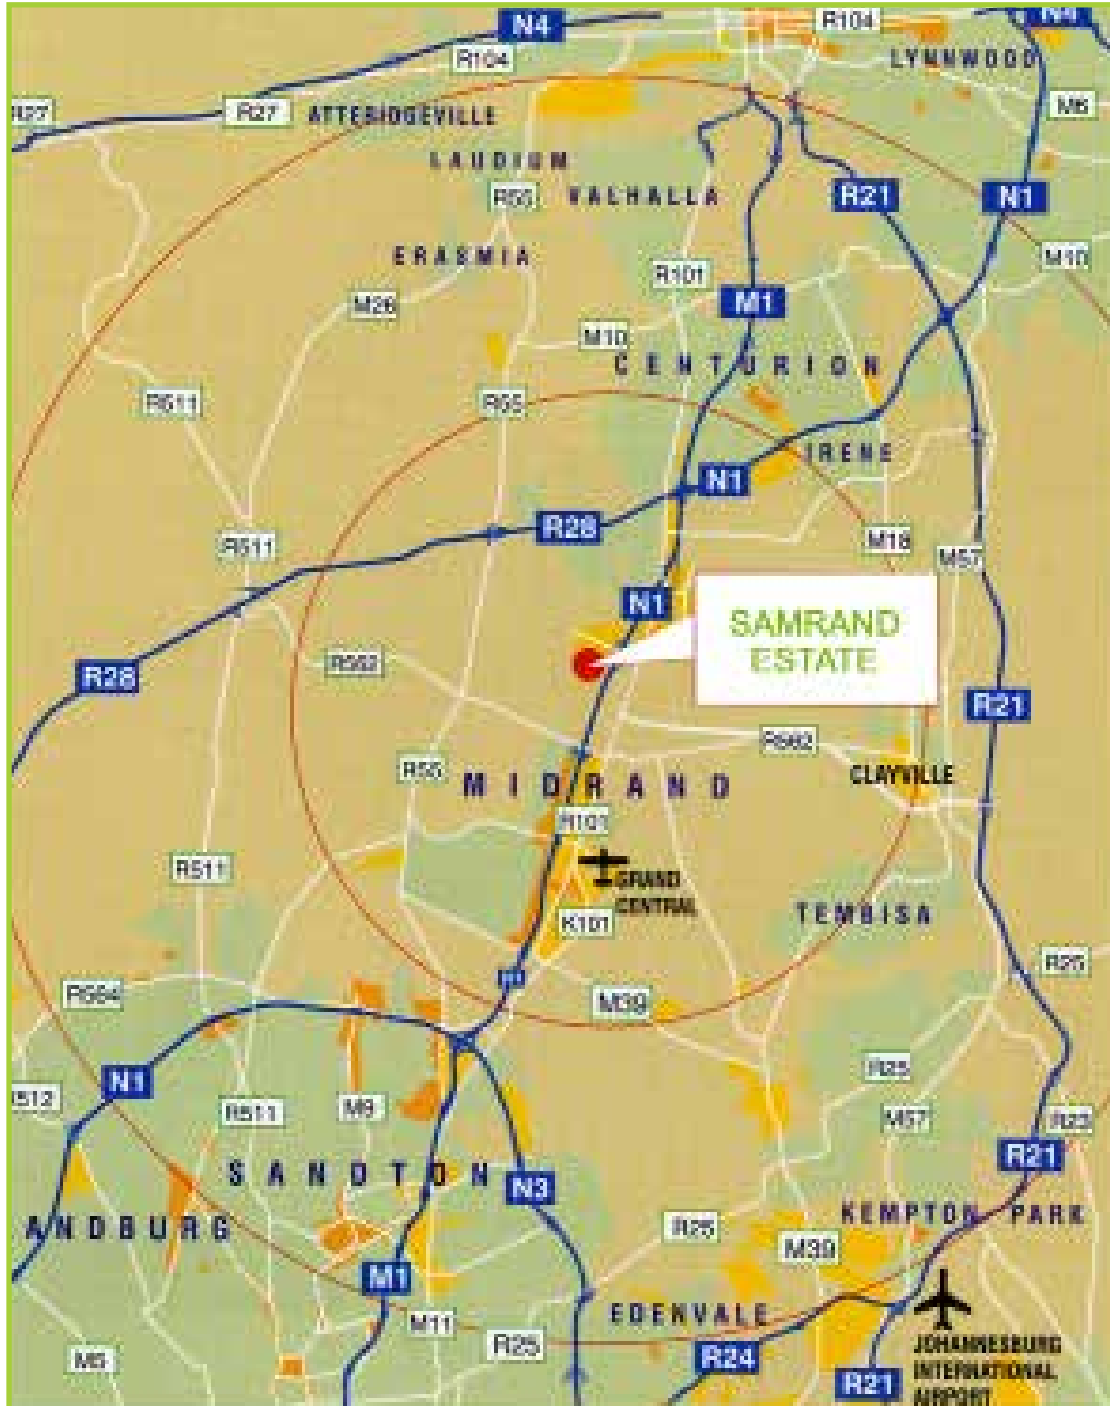 N4
R104
N4
R104
LYNNWOOD
R27
R27
ATTERIDGEVILLE
M6
LAUDIUM
R55
VALHALLA
R21
N1
ERASMIA
R101
M10
M26
M1
M10
CENTURION
R511
R55
IRENE
N1
R28
R511
M18
M57
N1
SAMRAND
ESTATE
R562
R28
R21
R562
R55
MIDRAND
CLAYVILLE
R101
R511
GRAND
CENTRAL
K101
TEMBISA
R25
R564
M39
R25
N1
512
R511
M9
M57
R23
R21
SANDTON
N3
KEMPTON PARK
ANDBURG
R25
M39
M1
EDENVALE
M11
R25
R24
JOHANNESBURG
INTERNATIONAL
AIRPORT
M5
R21